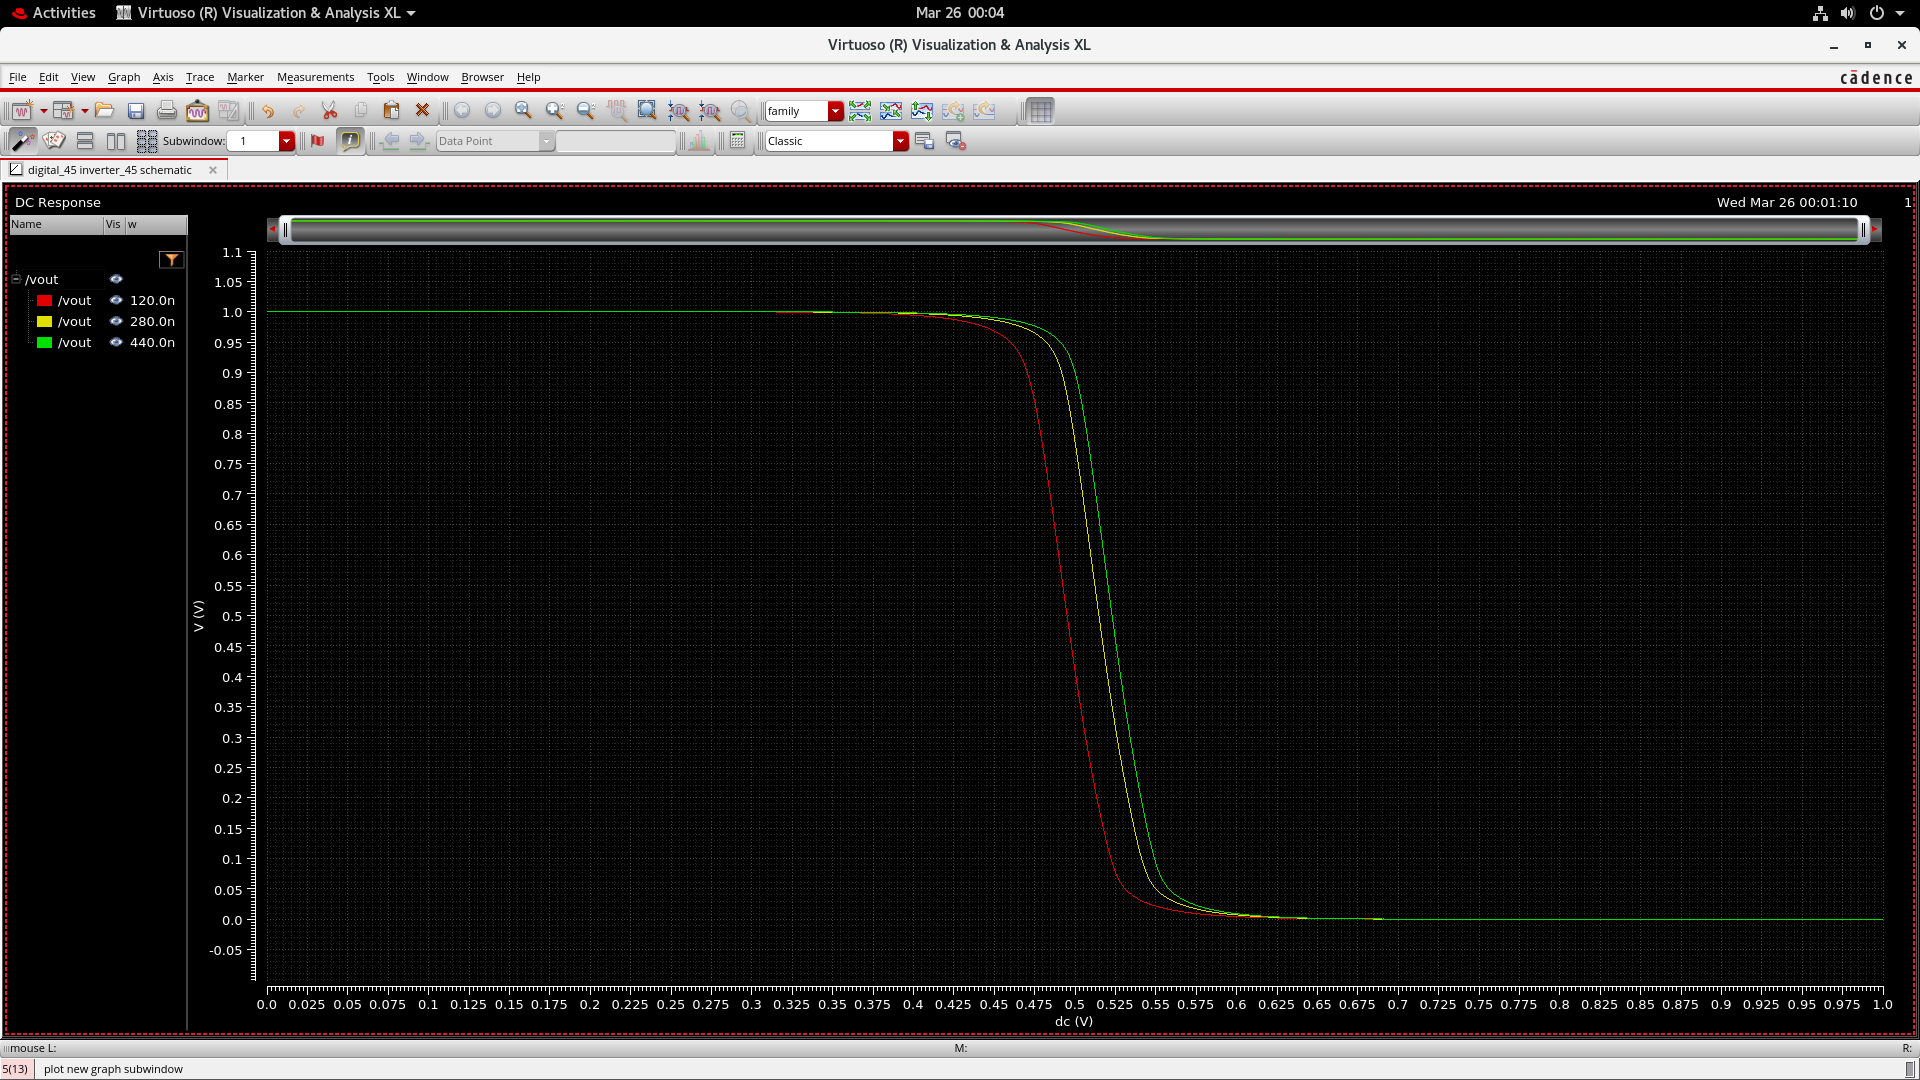 Activities Virtuoso (R) Visualization & Analysis XL Mar 26 00:04
Virtuoso (R) Visualization & Analysis XL
File Edit View Graph Axis Trace Marker Measurements Tools Window Browser Help cādence
family
Subwindow: 1 Data Point Classic
digital_45 inverter_45 schematic
DC Response Wed Mar 26 00:01:10 1
Name Vis w
/vout
/vout 120.0n
/vout 280.0n
/vout 440.0n
1.1
1.05
1.0
0.95
0.9
0.85
0.8
0.75
0.7
0.65
0.6
0.55
0.5
0.45
0.4
0.35
0.3
0.25
0.2
0.15
0.1
0.05
0.0
-0.05
V (V)
0.0 0.025 0.05 0.075 0.1 0.125 0.15 0.175 0.2 0.225 0.25 0.275 0.3 0.325 0.35 0.375 0.4 0.425 0.45 0.475 0.5 0.525 0.55 0.575 0.6 0.625 0.65 0.675 0.7 0.725 0.75 0.775 0.8 0.825 0.85 0.875 0.9 0.925 0.95 0.975 1.0
dc (V)
mouse L: M: R:
5(13) plot new graph subwindow